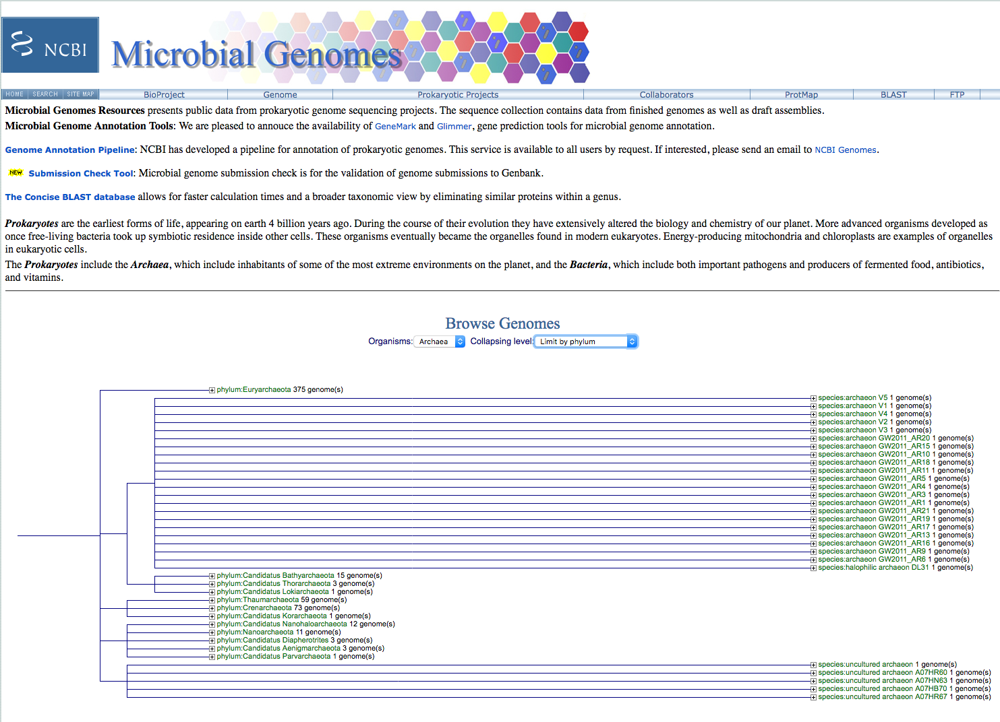 NCBI
Microbial Genomes
HOME SEARCH SITE MAP BioProject Genome Prokaryotic Projects Collaborators ProtMap BLAST FTP
Microbial Genomes Resources presents public data from prokaryotic genome sequencing projects. The sequence collection contains data from finished genomes as well as draft assemblies.
Microbial Genome Annotation Tools: We are pleased to annouce the availability of GeneMark and Glimmer, gene prediction tools for microbial genome annotation.
Genome Annotation Pipeline: NCBI has developed a pipeline for annotation of prokaryotic genomes. This service is available to all users by request. If interested, please send an email to NCBI Genomes.
NEW Submission Check Tool: Microbial genome submission check is for the validation of genome submissions to Genbank.
The Concise BLAST database allows for faster calculation times and a broader taxonomic view by eliminating similar proteins within a genus.
Prokaryotes are the earliest forms of life, appearing on earth 4 billion years ago. During the course of their evolution they have extensively altered the biology and chemistry of our planet. More advanced organisms developed as
once free-living bacteria took up symbiotic residence inside other cells. These organisms eventually became the organelles found in modern eukaryotes. Energy-producing mitochondria and chloroplasts are examples of organelles
in eukaryotic cells.
The Prokaryotes include the Archaea, which include inhabitants of some of the most extreme environments on the planet, and the Bacteria, which include both important pathogens and producers of fermented food, antibiotics,
and vitamins.
Browse Genomes
Organisms: Archaea Collapsing level: Limit by phylum
phylum:Euryarchaeota 375 genome(s)
species:archaeon V5 1 genome(s)
species:archaeon V1 1 genome(s)
species:archaeon V4 1 genome(s)
species:archaeon V2 1 genome(s)
species:archaeon V3 1 genome(s)
species:archaeon GW2011_AR20 1 genome(s)
species:archaeon GW2011_AR15 1 genome(s)
species:archaeon GW2011_AR10 1 genome(s)
species:archaeon GW2011_AR18 1 genome(s)
species:archaeon GW2011_AR11 1 genome(s)
species:archaeon GW2011_AR5 1 genome(s)
species:archaeon GW2011_AR4 1 genome(s)
species:archaeon GW2011_AR3 1 genome(s)
species:archaeon GW2011_AR1 1 genome(s)
species:archaeon GW2011_AR21 1 genome(s)
species:archaeon GW2011_AR19 1 genome(s)
species:archaeon GW2011_AR17 1 genome(s)
species:archaeon GW2011_AR13 1 genome(s)
species:archaeon GW2011_AR16 1 genome(s)
species:archaeon GW2011_AR9 1 genome(s)
species:archaeon GW2011_AR6 1 genome(s)
species:halophilic archaeon DL31 1 genome(s)
phylum:Candidatus Bathyarchaeota 15 genome(s)
phylum:Candidatus Thorarchaeota 3 genome(s)
phylum:Candidatus Lokiarchaeota 1 genome(s)
phylum:Thaumarchaeota 59 genome(s)
phylum:Crenarchaeota 73 genome(s)
phylum:Candidatus Korarchaeota 1 genome(s)
phylum:Candidatus Nanohaloarchaeota 12 genome(s)
phylum:Nanoarchaeota 11 genome(s)
phylum:Candidatus Diapherotrites 3 genome(s)
phylum:Candidatus Aenigmarchaeota 3 genome(s)
phylum:Candidatus Parvarchaeota 1 genome(s)
species:uncultured archaeon 1 genome(s)
species:uncultured archaeon A07HR60 1 genome(s)
species:uncultured archaeon A07HN63 1 genome(s)
species:uncultured archaeon A07HB70 1 genome(s)
species:uncultured archaeon A07HR67 1 genome(s)